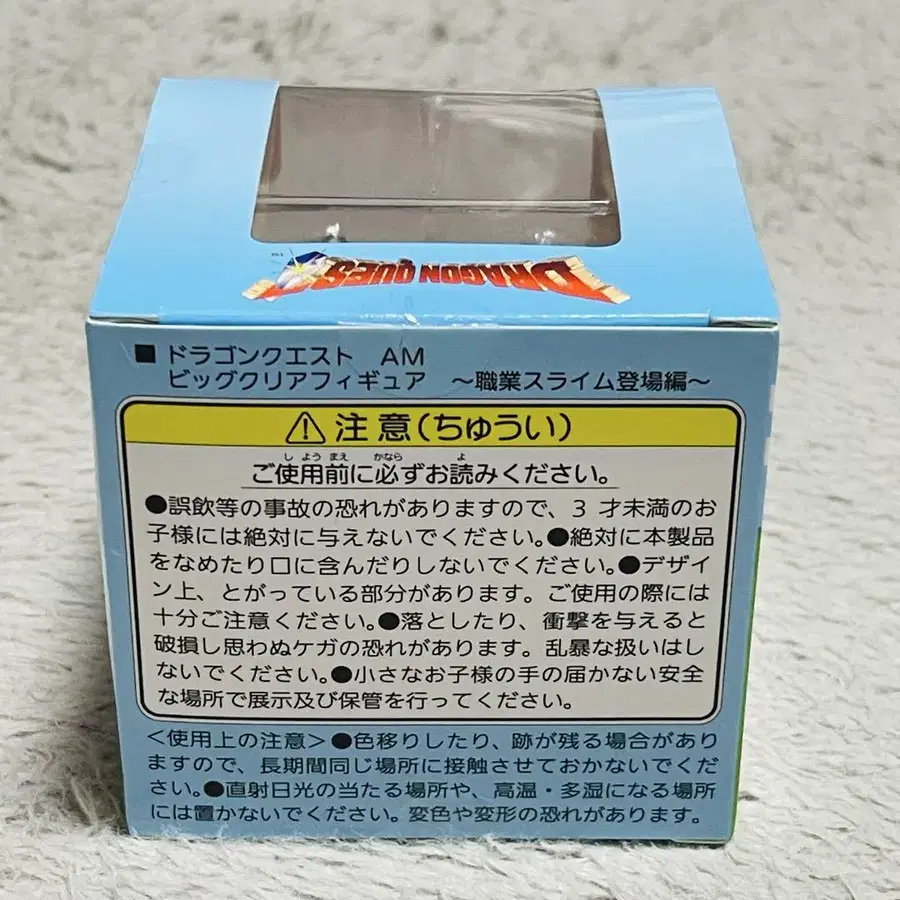 DRAGON QUEST
■ ドラゴンクエスト AM
ビッグクリアフィギュア ～職業スライム登場編～
⚠ 注意(ちゅうい)
しようまえ かなら よ
ご使用前に必ずお読みください。
●誤飲等の事故の恐れがありますので、3才未満のお
子様には絶対に与えないでください。●絶対に本製品
をなめたり口に含んだりしないでください。●デザイ
ン上、とがっている部分があります。ご使用の際には
十分ご注意ください。●落としたり、衝撃を与えると
破損し思わぬケガの恐れがあります。乱暴な扱いはし
ないでください。●小さなお子様の手の届かない安全
な場所で展示及び保管を行ってください。
<使用上の注意>●色移りしたり、跡が残る場合があり
ますので、長期間同じ場所に接触させておかないでくだ
さい。●直射日光の当たる場所や、高温・多湿になる場所
には置かないでください。変色や変形の恐れがあります。